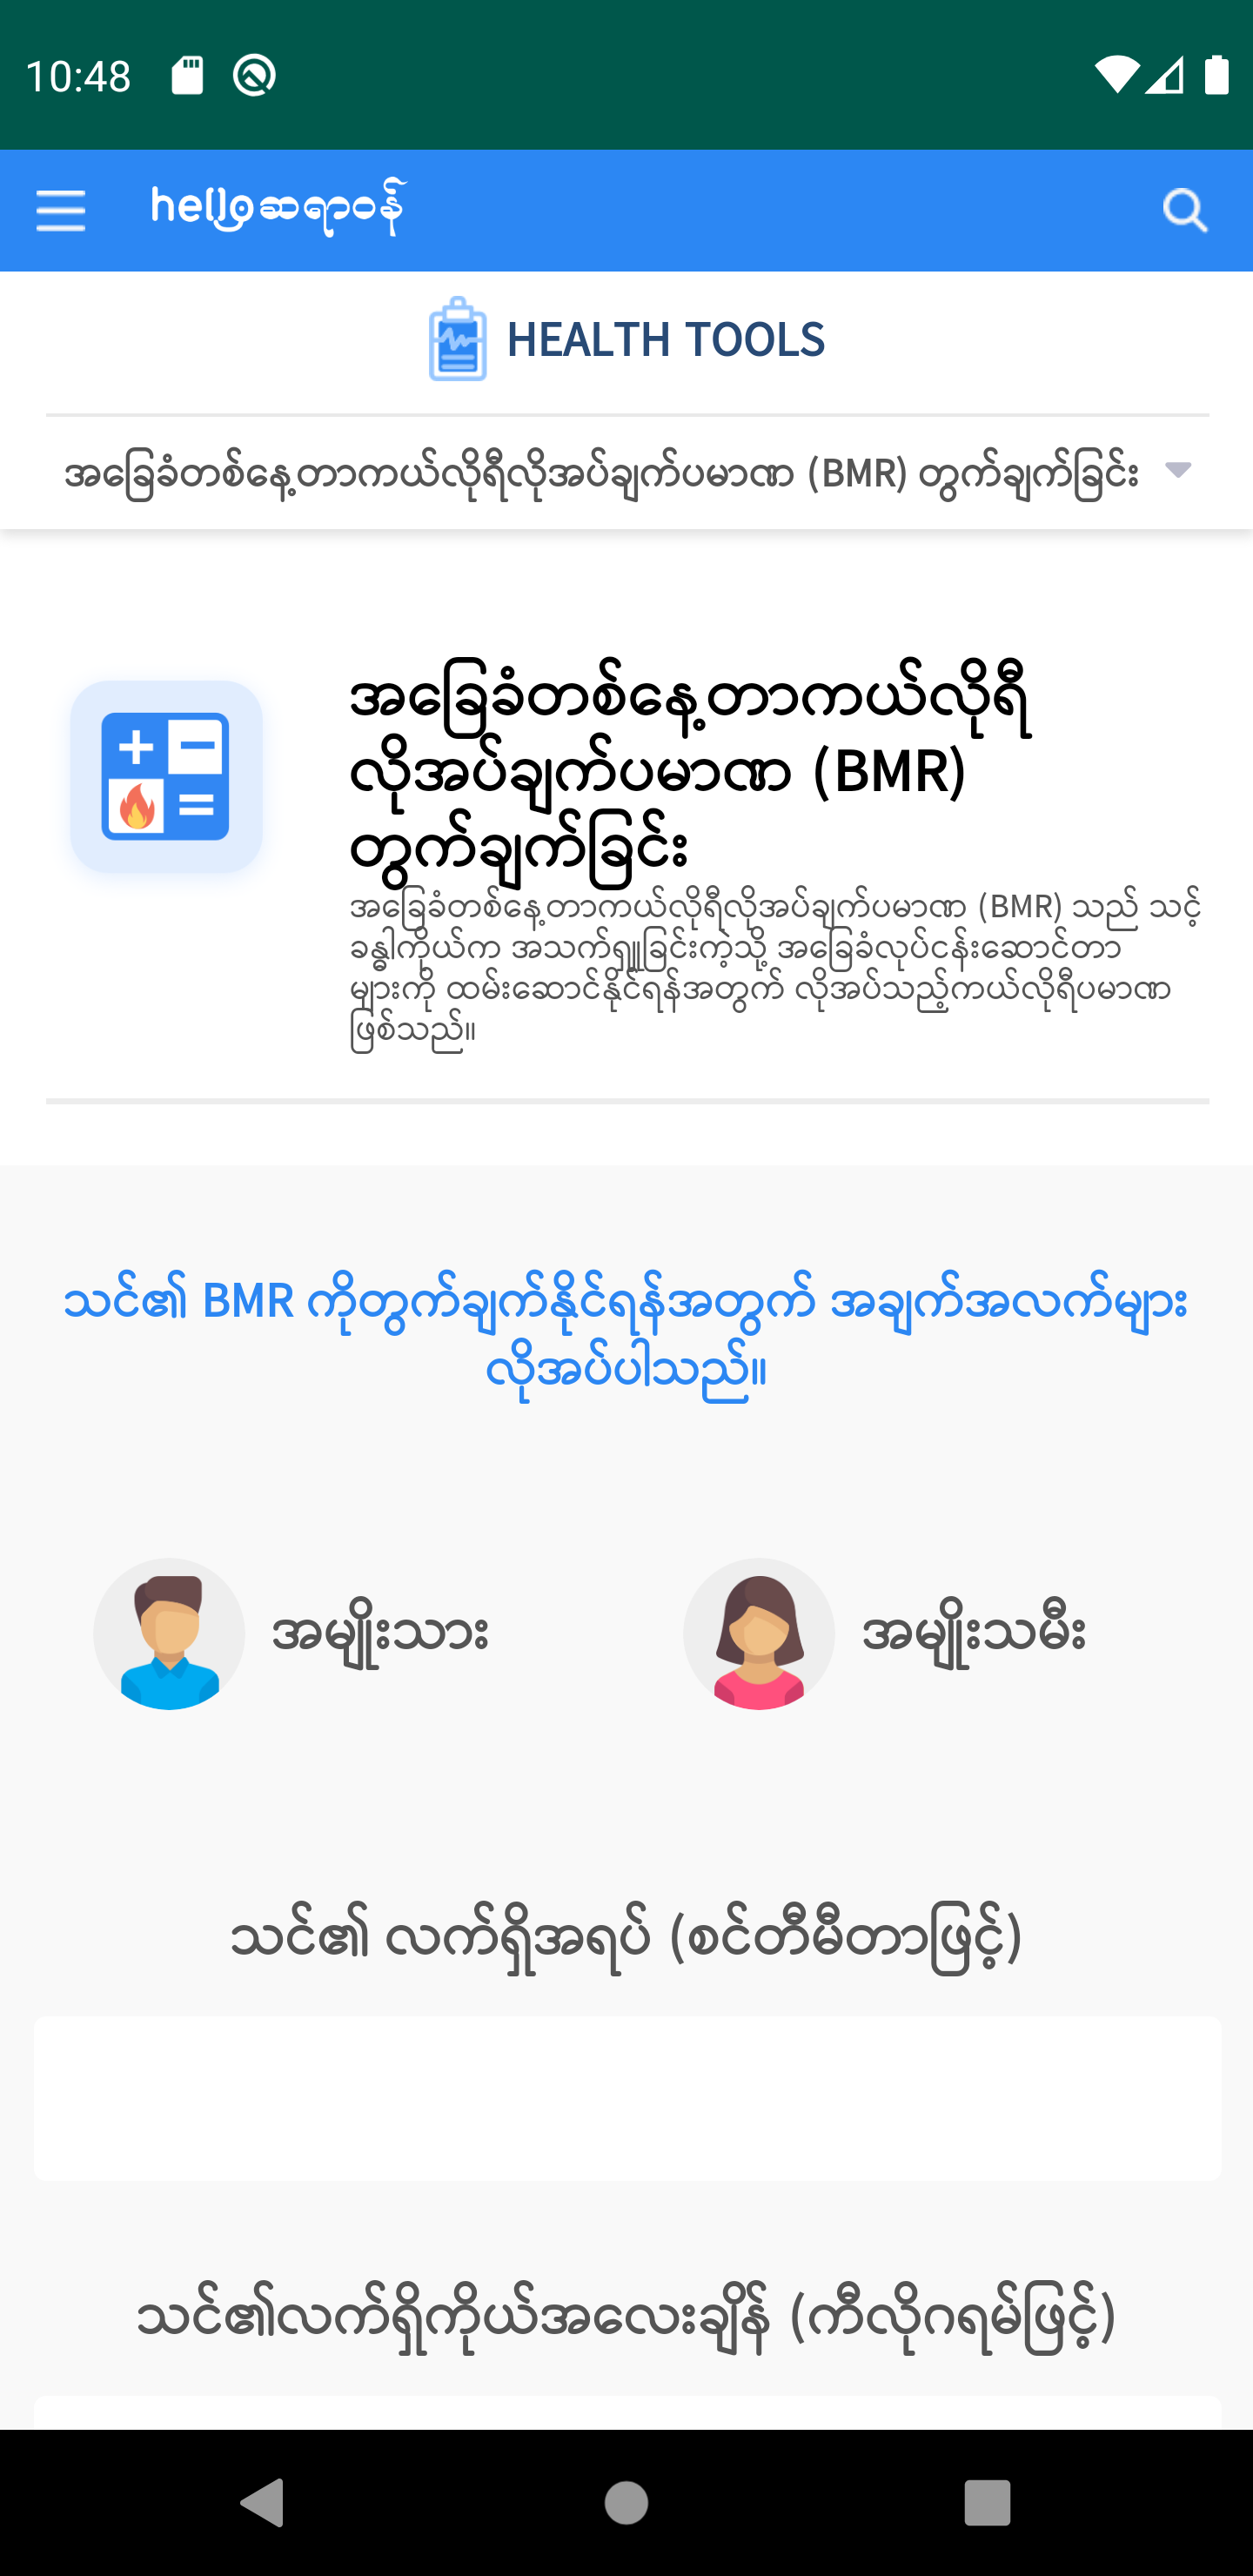 10:48
helloဆရာဝန်
HEALTH TOOLS
အခြေခံတစ်နေ့တာကယ်လိုရီလိုအပ်ချက်ပမာဏ (BMR) တွက်ချက်ခြင်း
အခြေခံတစ်နေ့တာကယ်လိုရီ
လိုအပ်ချက်ပမာဏ (BMR)
တွက်ချက်ခြင်း
အခြေခံတစ်နေ့တာကယ်လိုရီလိုအပ်ချက်ပမာဏ (BMR) သည် သင့်
ခန္ဓါကိုယ်က အသက်ရှူခြင်းကဲ့သို့ အခြေခံလုပ်ငန်းဆောင်တာ
များကို ထမ်းဆောင်နိုင်ရန်အတွက် လိုအပ်သည့်ကယ်လိုရီပမာဏ
ဖြစ်သည်။
သင်၏ BMR ကိုတွက်ချက်နိုင်ရန်အတွက် အချက်အလက်များ
လိုအပ်ပါသည်။
အမျိုးသား
အမျိုးသမီး
သင်၏ လက်ရှိအရပ် (စင်တီမီတာဖြင့်)
သင်၏လက်ရှိကိုယ်အလေးချိန် (ကီလိုဂရမ်ဖြင့်)